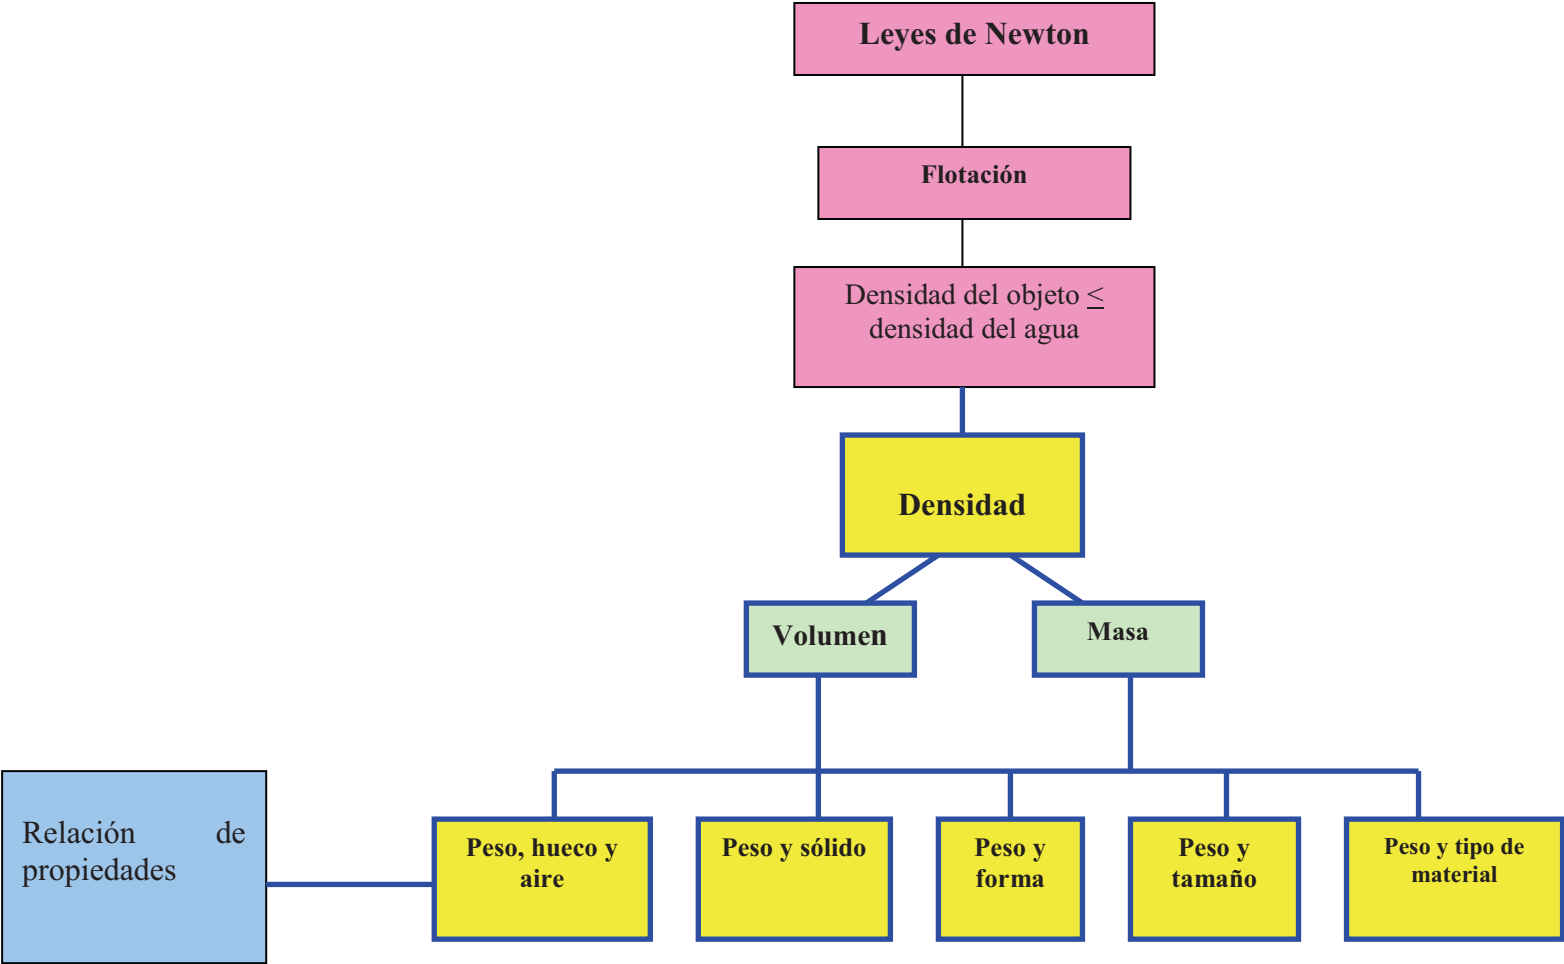 Leyes de Newton
Flotación
Densidad del objeto ≤
densidad del agua
Densidad
Volumen
Masa
Relación de
propiedades
Peso, hueco y
aire
Peso y sólido
Peso y
forma
Peso y
tamaño
Peso y tipo de
material